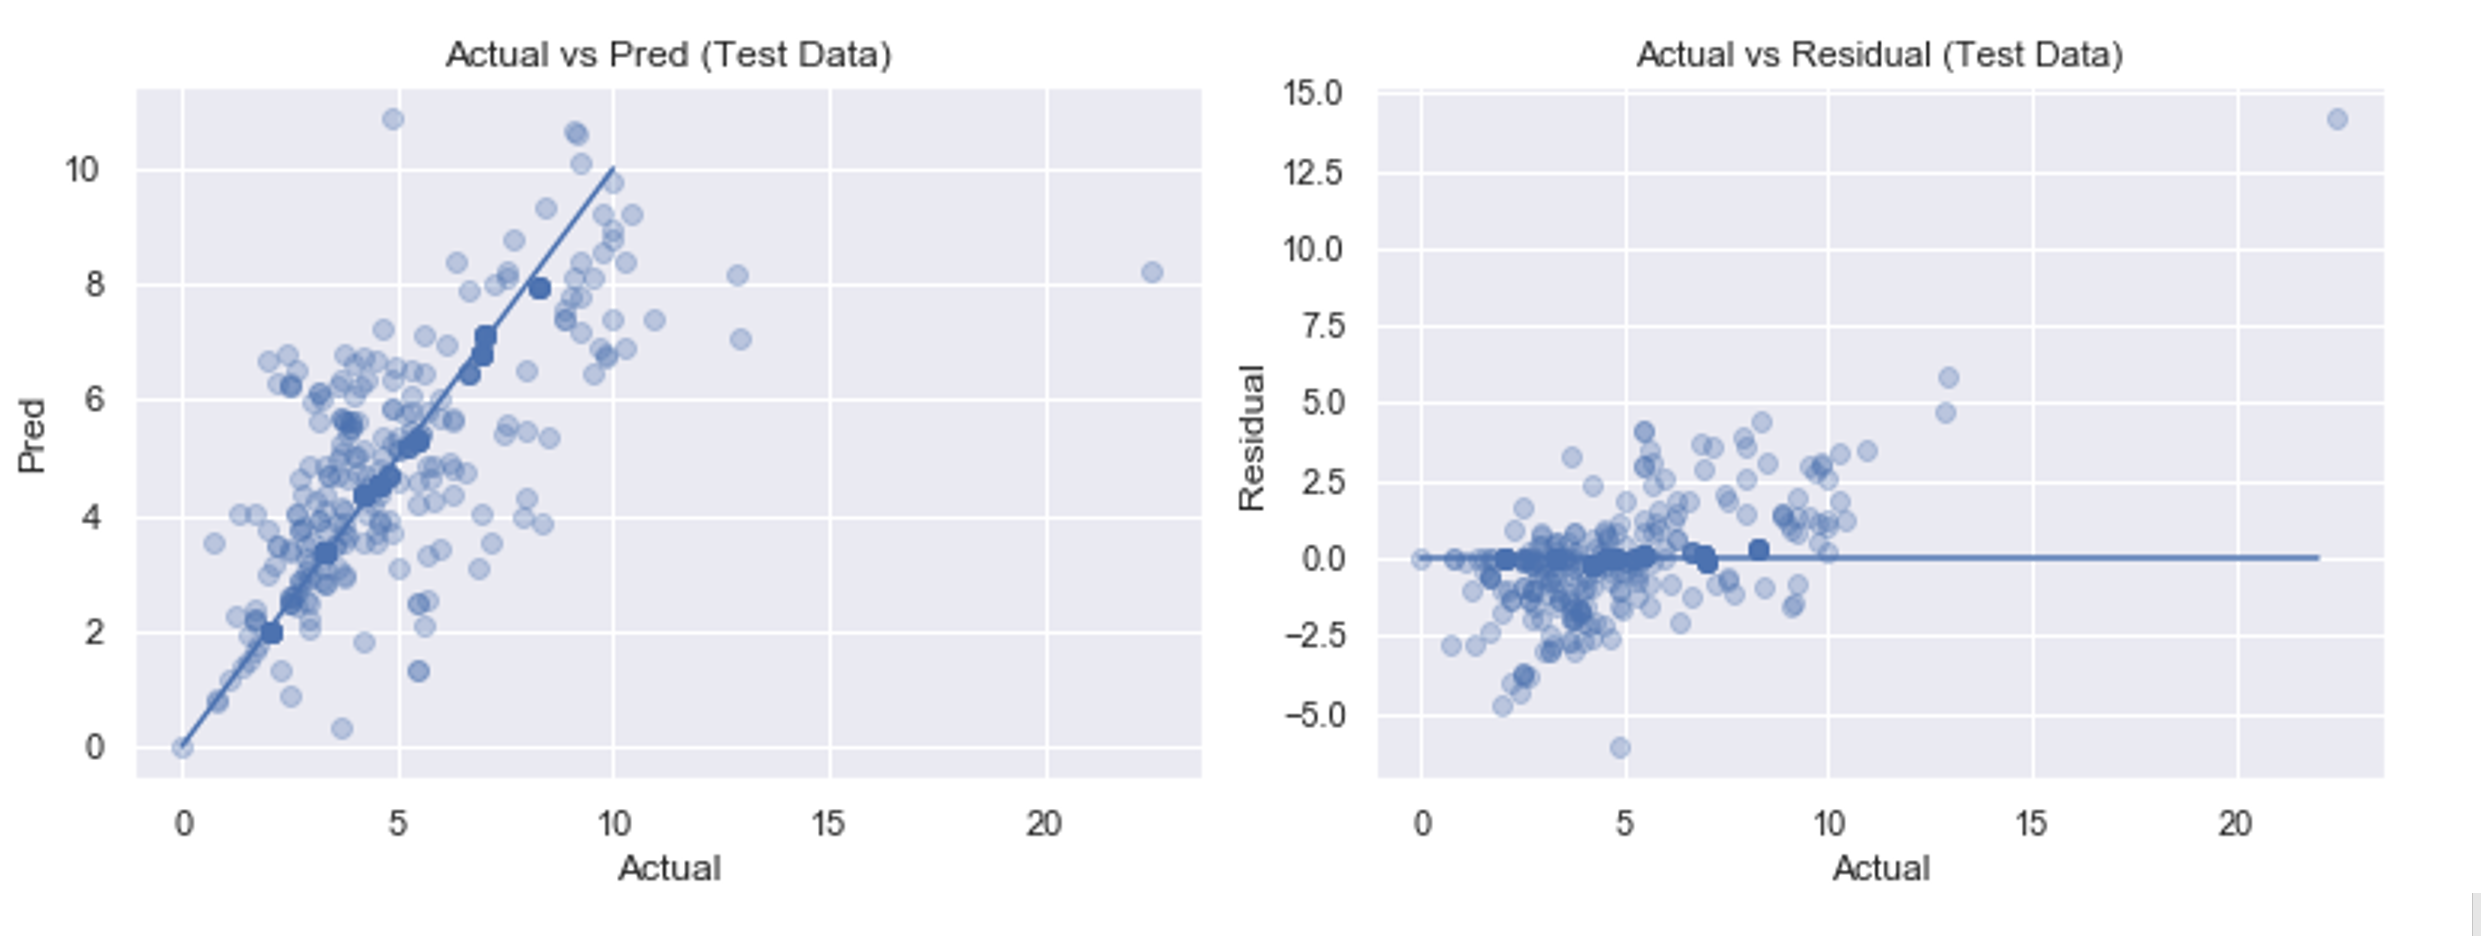 Actual vs Pred (Test Data)
10
8
6
4
2
0
Pred
0 5 10 15 20
Actual
Actual vs Residual (Test Data)
15.0
12.5
10.0
7.5
5.0
2.5
0.0
−2.5
−5.0
Residual
0 5 10 15 20
Actual